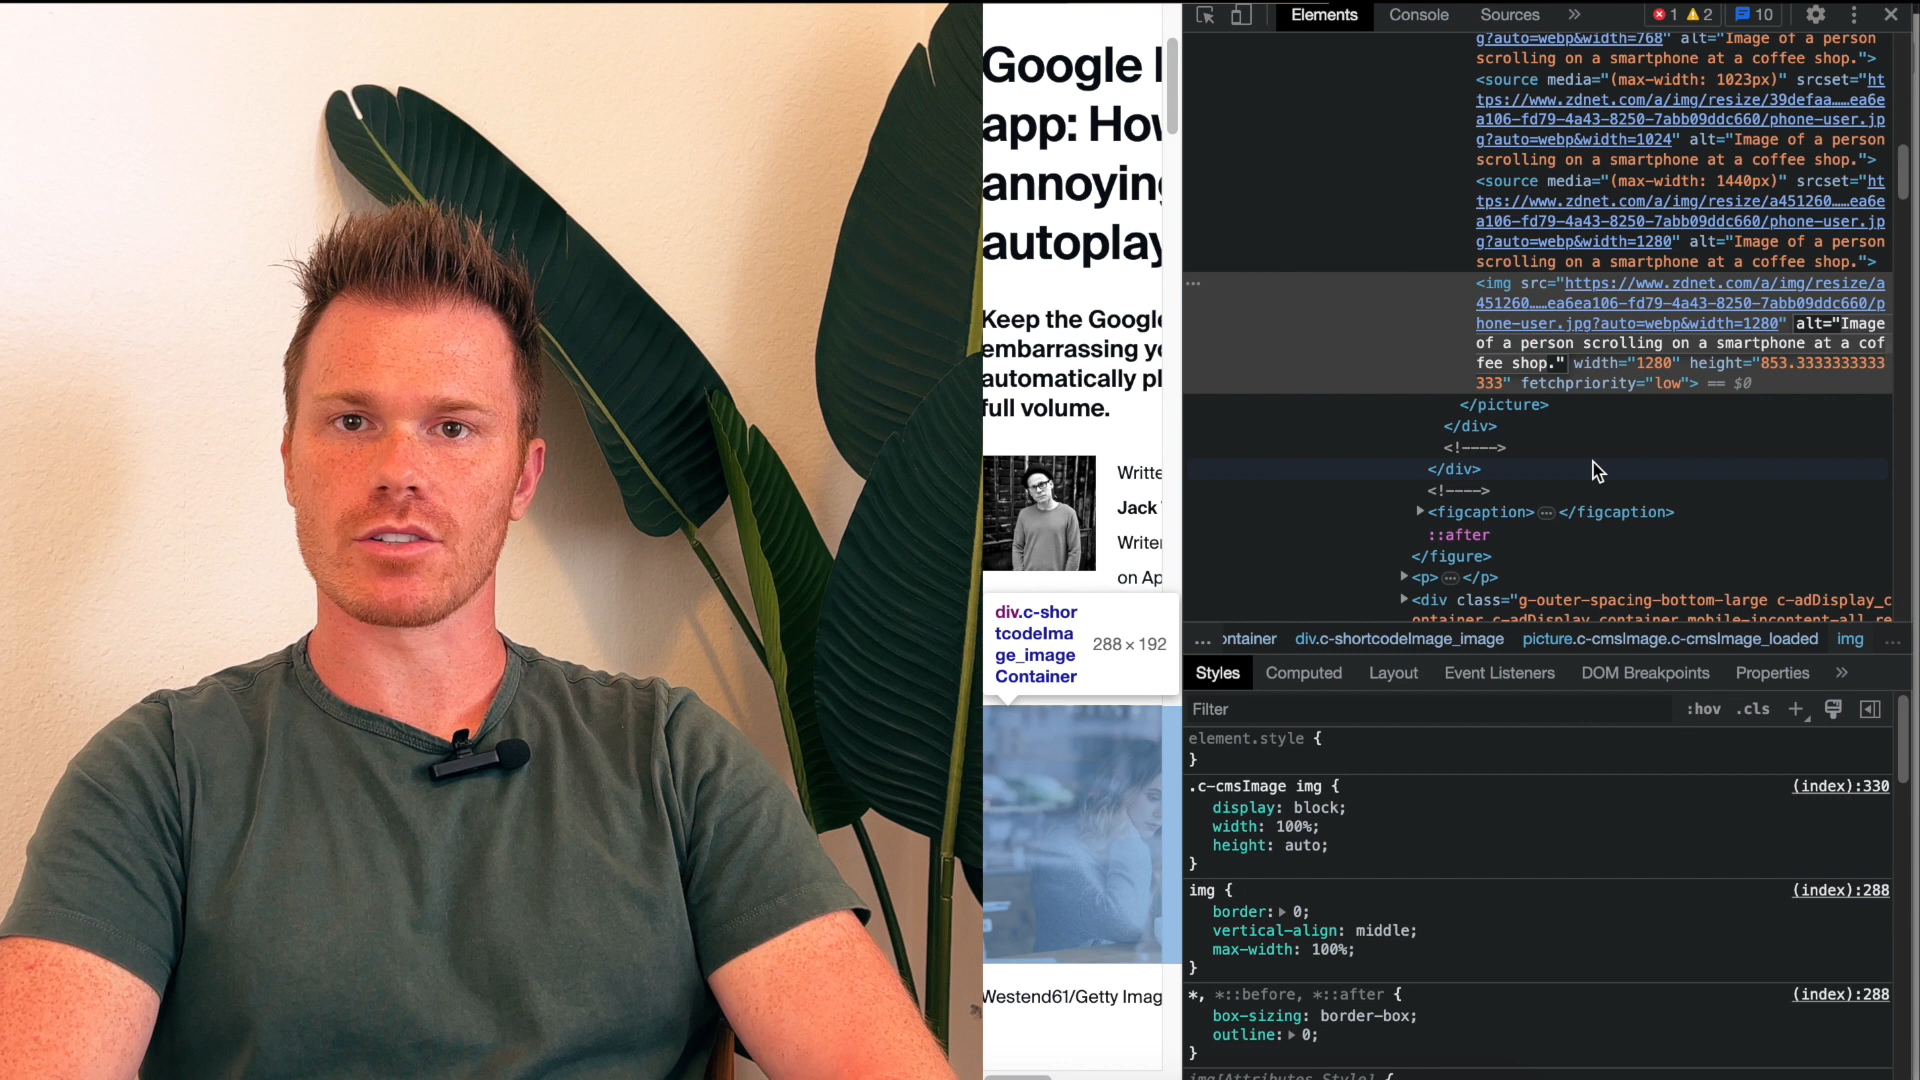 Google
app: How
annoying
autoplay
Keep the Google
embarrassing
automatically
full volume.
Writte
Jack
Writer
on Ap
div.c-shor
tcodeIma
ge_image
Container
288 × 192
Westend61/Getty Imag
Elements Console Sources » 1 2 10
g?auto=webp&width=768" alt="Image of a person
scrolling on a smartphone at a coffee shop.">
<source media="(max-width: 1023px)" srcset="ht
tps://www.zdnet.com/a/img/resize/39defaa……ea6e
a106-fd79-4a43-8250-7abb09ddc660/phone-user.jp
g?auto=webp&width=1024" alt="Image of a person
scrolling on a smartphone at a coffee shop.">
<source media="(max-width: 1440px)" srcset="ht
tps://www.zdnet.com/a/img/resize/a451260……ea6e
a106-fd79-4a43-8250-7abb09ddc660/phone-user.jp
g?auto=webp&width=1280" alt="Image of a person
scrolling on a smartphone at a coffee shop.">
<img src="https://www.zdnet.com/a/img/resize/a
451260……ea6ea106-fd79-4a43-8250-7abb09ddc660/p
hone-user.jpg?auto=webp&width=1280" alt="Image
of a person scrolling on a smartphone at a cof
fee shop." width="1280" height="853.3333333333
333" fetchpriority="low"> == $0
</picture>
</div>
<!---->
</div>
<!---->
<figcaption>…</figcaption>
::after
</figure>
<p>…</p>
<div class="g-outer-spacing-bottom-large c-adDisplay_c
ontainer c-adDisplay_container_mobile-incontent-all_re
… ontainer div.c-shortcodeImage_image picture.c-cmsImage.c-cmsImage_loaded img …
Styles Computed Layout Event Listeners DOM Breakpoints Properties »
Filter :hov .cls +
element.style {
}
.c-cmsImage img { (index):330
display: block;
width: 100%;
height: auto;
}
img { (index):288
border: 0;
vertical-align: middle;
max-width: 100%;
}
*, *::before, *::after { (index):288
box-sizing: border-box;
outline: 0;
}
img[Attributes Style] {